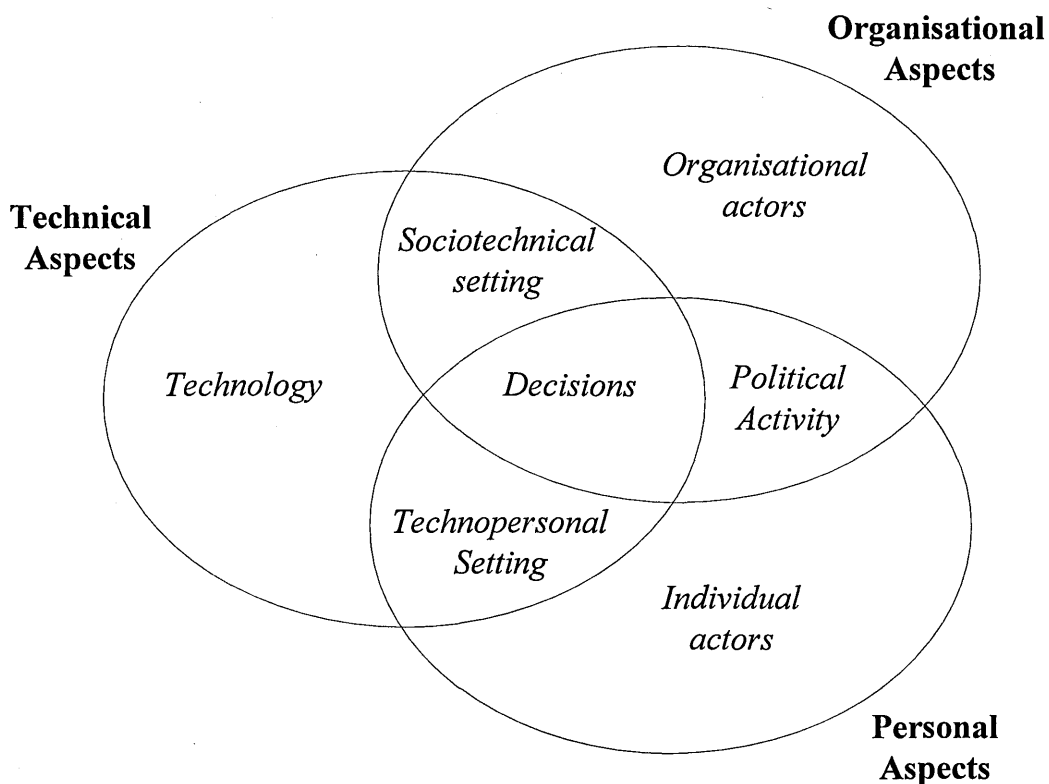 Organisational
Aspects
Organisational
actors
Technical
Aspects
Sociotechnical
setting
Technology
Decisions
Political
Activity
Technopersonal
Setting
Individual
actors
Personal
Aspects